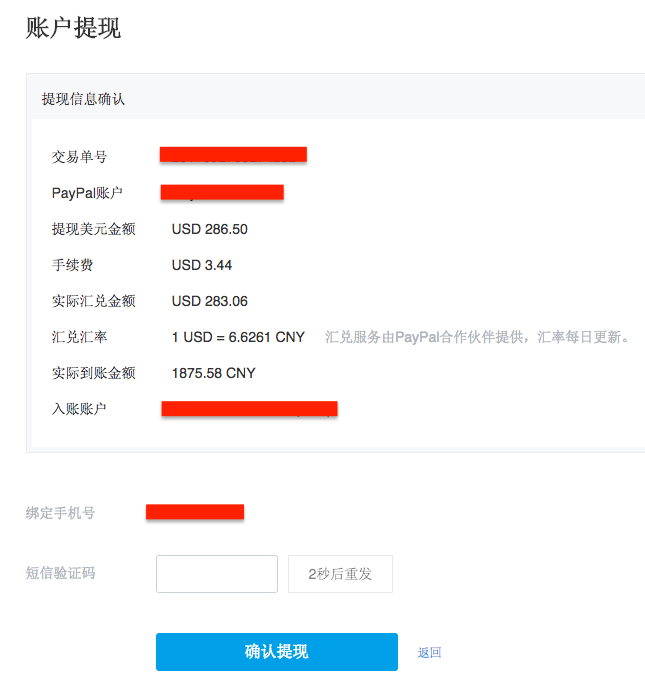 账户提现
提现信息确认
交易单号
PayPal账户
提现美元金额 USD 286.50
手续费 USD 3.44
实际汇兑金额 USD 283.06
汇兑汇率 1 USD = 6.6261 CNY 汇兑服务由PayPal合作伙伴提供，汇率每日更新。
实际到账金额 1875.58 CNY
入账账户
绑定手机号
短信验证码 2秒后重发
确认提现 返回